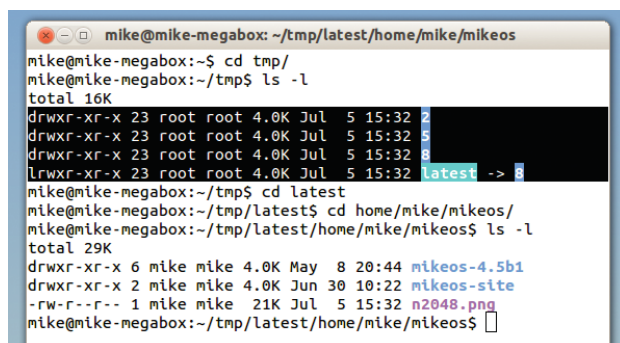 mike@mike-megabox: ~/tmp/latest/home/mike/mikeos
mike@mike-megabox:~$ cd tmp/
mike@mike-megabox:~/tmp$ ls -l
total 16K
drwxr-xr-x 23 root root 4.0K Jul  5 15:32 2
drwxr-xr-x 23 root root 4.0K Jul  5 15:32 5
drwxr-xr-x 23 root root 4.0K Jul  5 15:32 8
lrwxr-xr-x 23 root root 4.0K Jul  5 15:32 latest -> 8
mike@mike-megabox:~/tmp$ cd latest
mike@mike-megabox:~/tmp/latest$ cd home/mike/mikeos/
mike@mike-megabox:~/tmp/latest/home/mike/mikeos$ ls -l
total 29K
drwxr-xr-x 6 mike mike 4.0K May  8 20:44 mikeos-4.5b1
drwxr-xr-x 2 mike mike 4.0K Jun 30 10:22 mikeos-site
-rw-r--r-- 1 mike mike  21K Jul  5 15:32 n2048.png
mike@mike-megabox:~/tmp/latest/home/mike/mikeos$